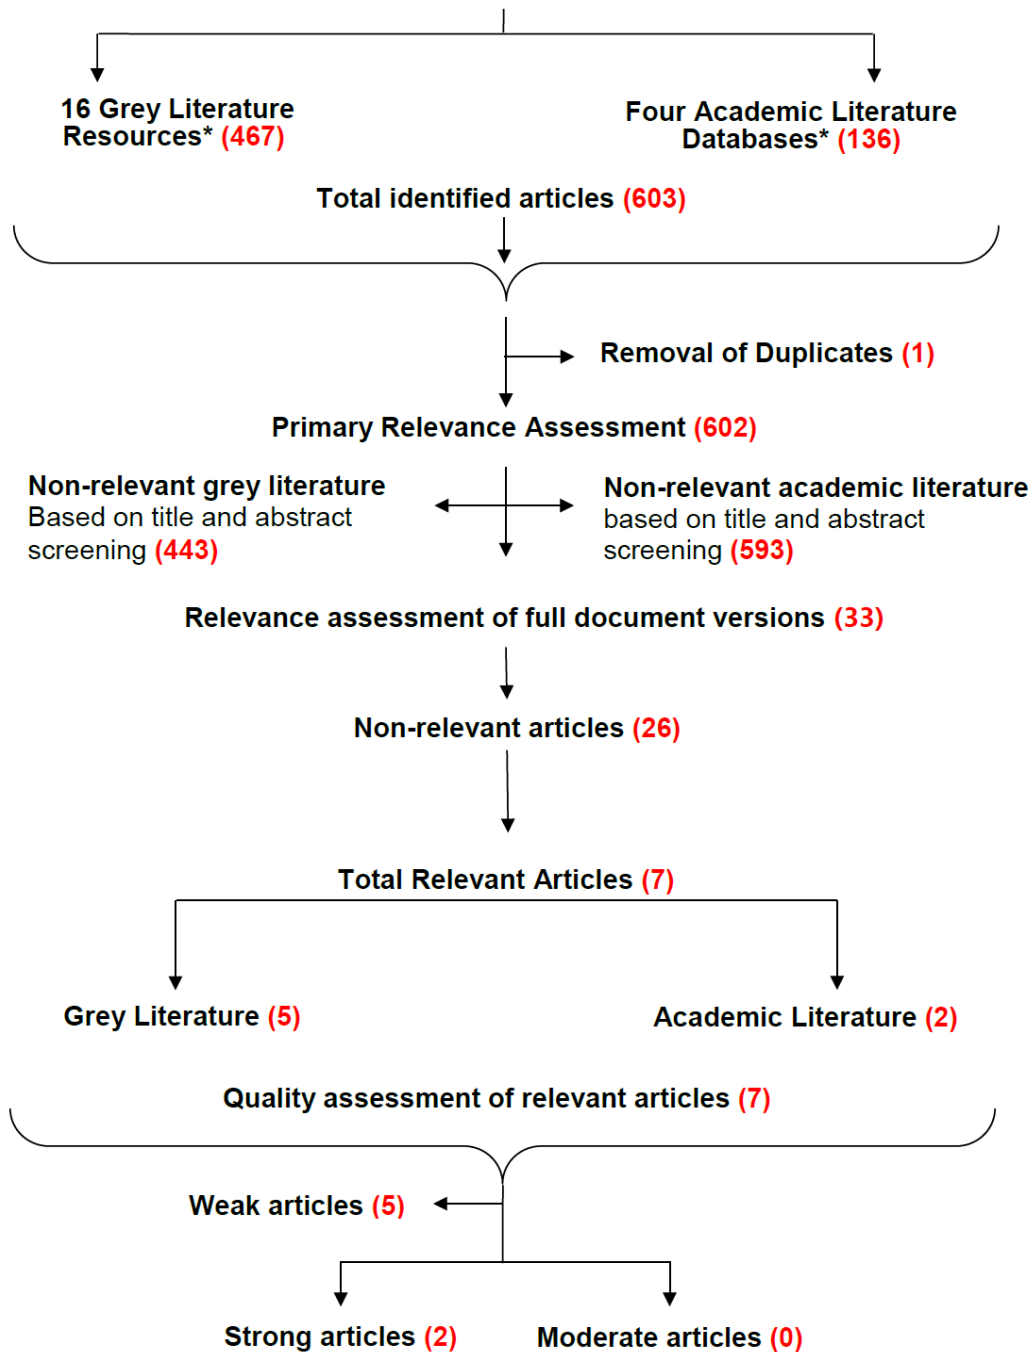 16 Grey Literature
Resources* (467)
Four Academic Literature
Databases* (136)
Total identified articles (603)
Removal of Duplicates (1)
Primary Relevance Assessment (602)
Non-relevant grey literature
Based on title and abstract
screening (443)
Non-relevant academic literature
based on title and abstract
screening (593)
Relevance assessment of full document versions (33)
Non-relevant articles (26)
Total Relevant Articles (7)
Grey Literature (5)
Academic Literature (2)
Quality assessment of relevant articles (7)
Weak articles (5)
Strong articles (2)
Moderate articles (0)